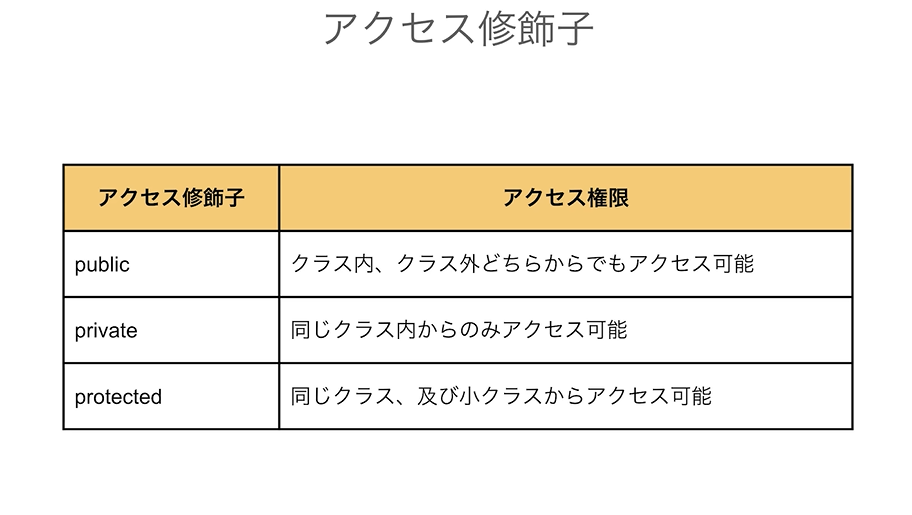 アクセス修飾子
アクセス修飾子 アクセス権限
public クラス内、クラス外どちらからでもアクセス可能
private 同じクラス内からのみアクセス可能
protected 同じクラス、及び小クラスからアクセス可能